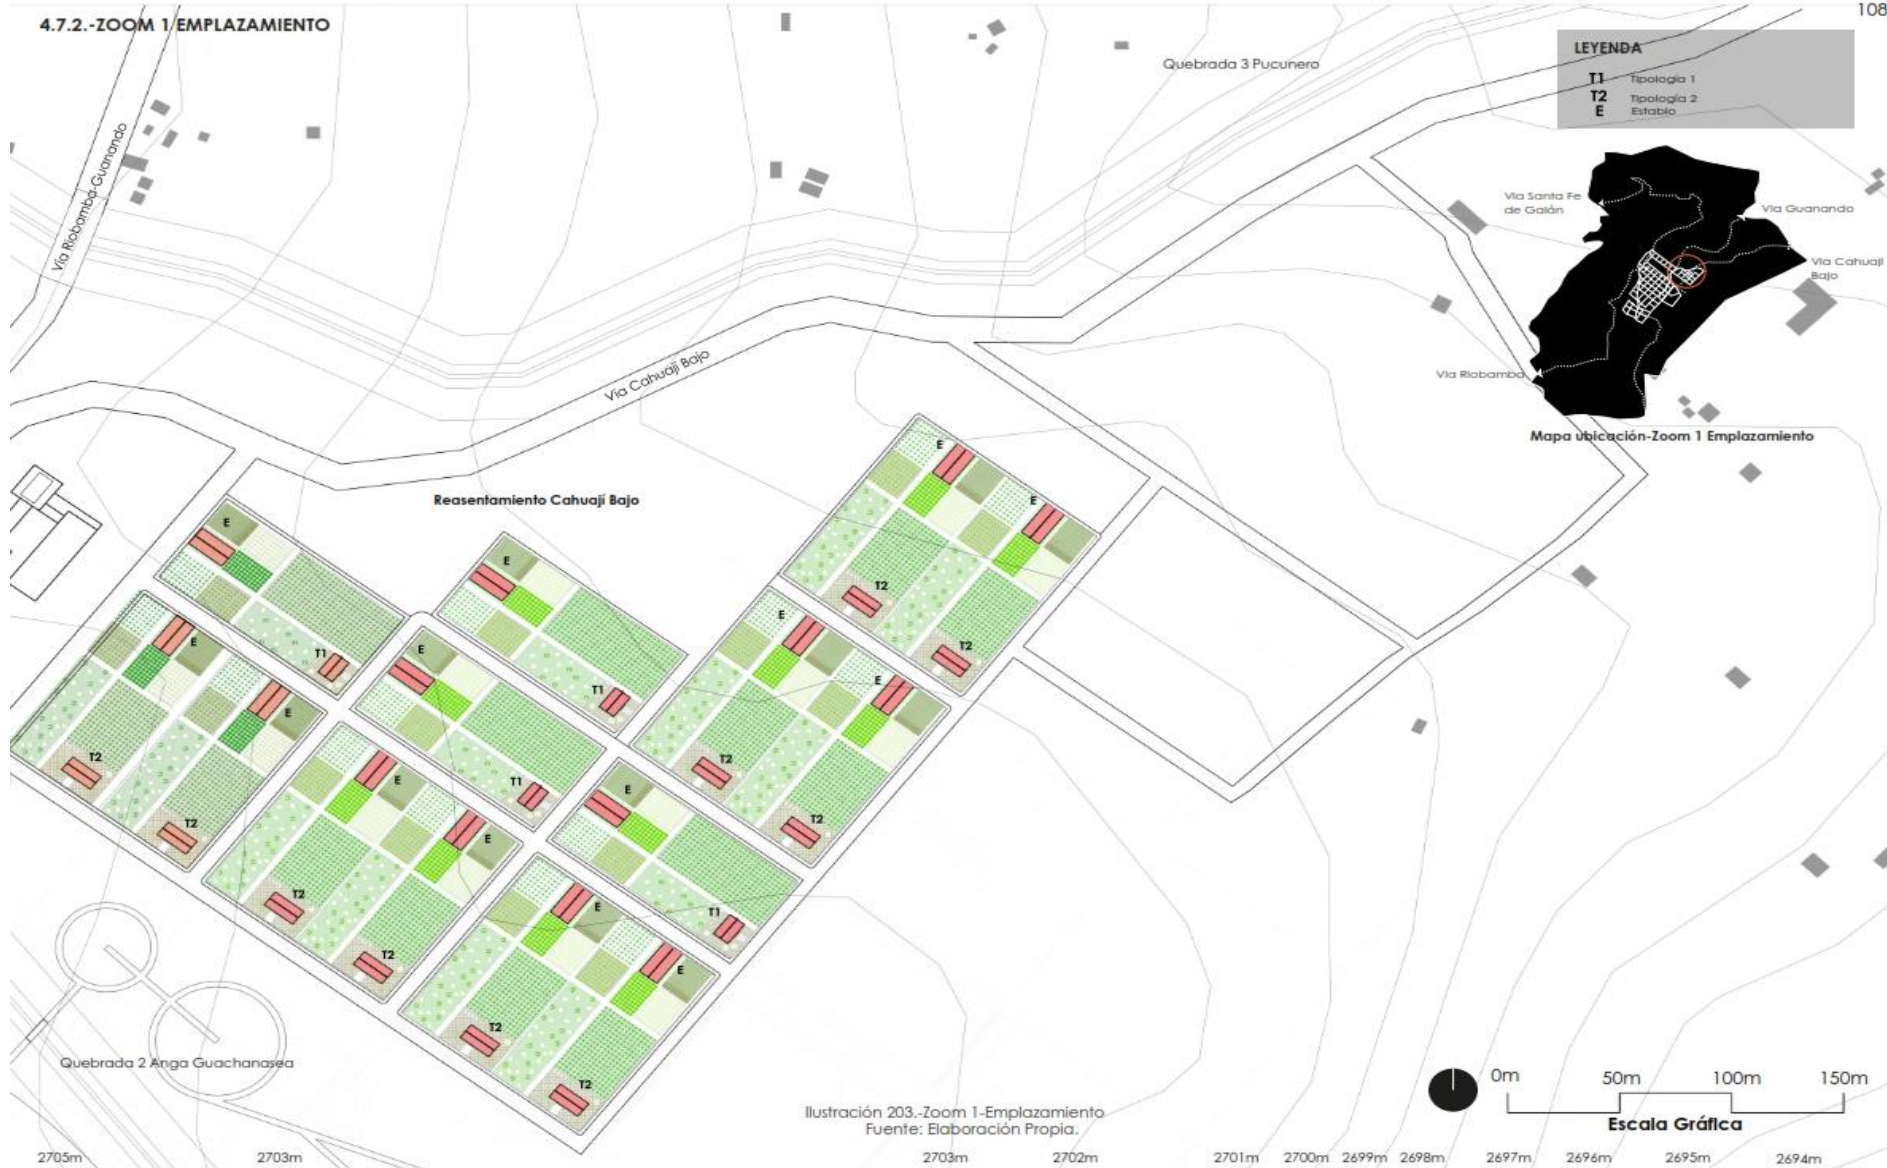 4.7.2.-ZOOM 1 EMPLAZAMIENTO
108
Quebrada 3 Pucunero
LEYENDA
T1 Tipología 1
T2 Tipología 2
E Establo
Vía Riobamba-Guanando
Vía Santa Fe
de Galán
Vía Guanando
Vía Cahuají
Bajo
Vía Riobamba
Mapa ubicación-Zoom 1 Emplazamiento
Vía Cahuají Bajo
Reasentamiento Cahuají Bajo
E
E
E
E
E
T2
E
E
T1
T2
E
E
T1
E
T2
T2
E
T1
T2
E
T2
T2
E
E
T2
E
T1
T2
E
T2
T2
Quebrada 2 Anga Guachanasea
0m 50m 100m 150m
Escala Gráfica
Ilustración 203.-Zoom 1-Emplazamiento
Fuente: Elaboración Propia.
2705m 2703m 2703m 2702m 2701m 2700m 2699m 2698m 2697m 2696m 2695m 2694m